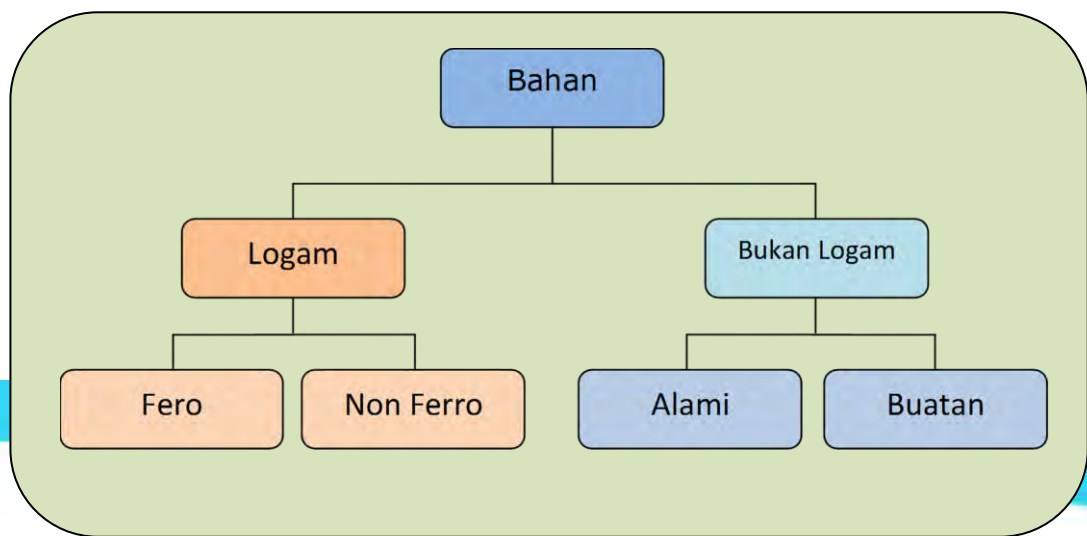 Bahan
Logam
Bukan Logam
Fero
Non Ferro
Alami
Buatan